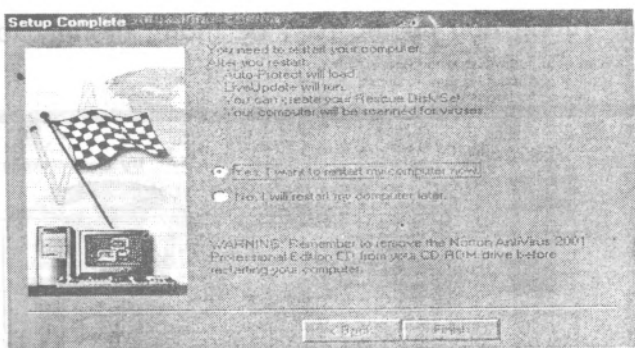 Setup Complete
You need to restart your computer.
After you restart:
- Auto-Protect will load.
- LiveUpdate will run.
- You can create your Rescue Disk Set.
- Your computer will be scanned for viruses.
Yes, I want to restart my computer now.
No, I will restart my computer later.
WARNING: Remember to remove the Norton AntiVirus 2001
Professional Edition CD from your CD-ROM drive before
restarting your computer.
< Back
Finish